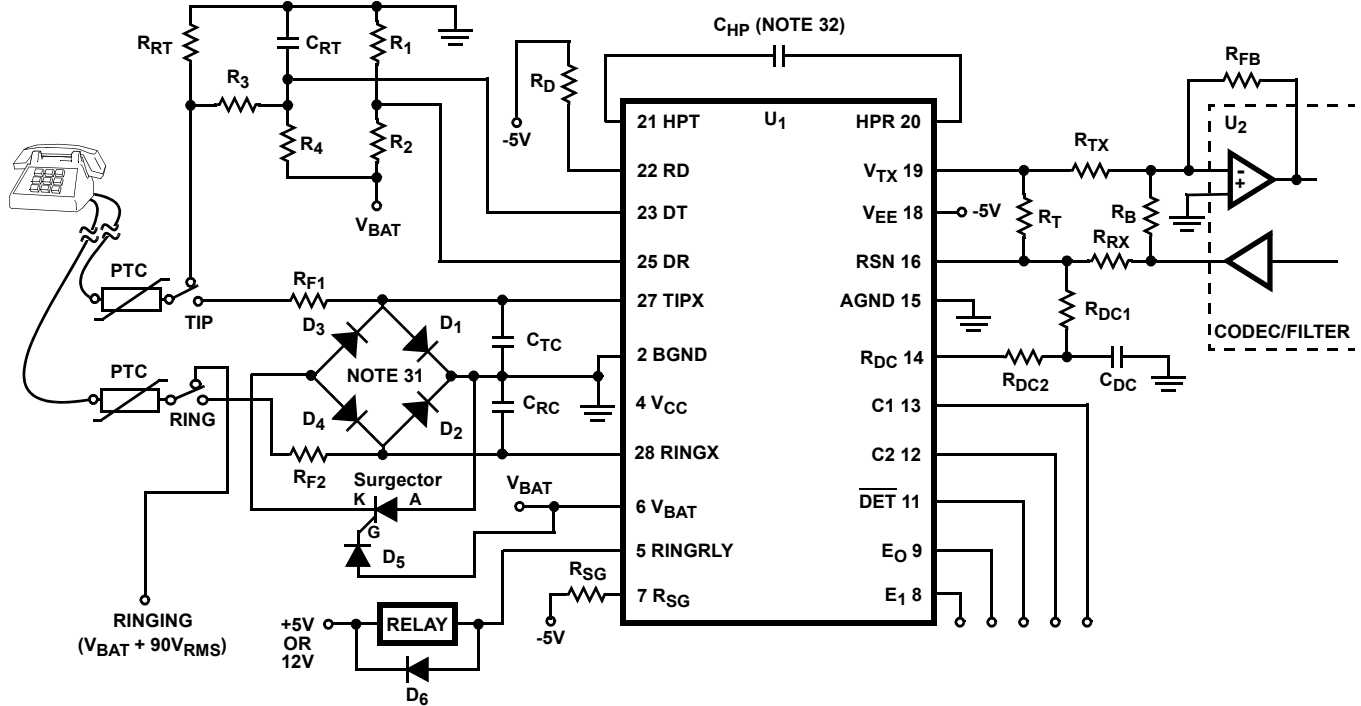 C_HP (NOTE 32)
R_RT
C_RT
R_1
-5V
R_D
R_3
R_4
R_2
V_BAT
-5V
R_FB
U_2
R_TX
R_T
R_B
R_RX
R_DC1
R_DC2
C_DC
CODEC/FILTER
-
+
U_1
21 HPT
HPR 20
22 RD
V_TX 19
23 DT
V_EE 18
-5V
25 DR
RSN 16
27 TIPX
AGND 15
2 BGND
R_DC 14
4 V_CC
C1 13
28 RINGX
C2 12
6 V_BAT
DET 11
5 RINGRLY
E_O 9
7 R_SG
E_1 8
PTC
TIP
R_F1
D_3
D_1
C_TC
NOTE 31
PTC
RING
D_4
D_2
C_RC
R_F2
Surgector
K
A
G
D_5
V_BAT
R_SG
-5V
RINGING
(V_BAT + 90V_RMS)
+5V
OR
12V
RELAY
D_6